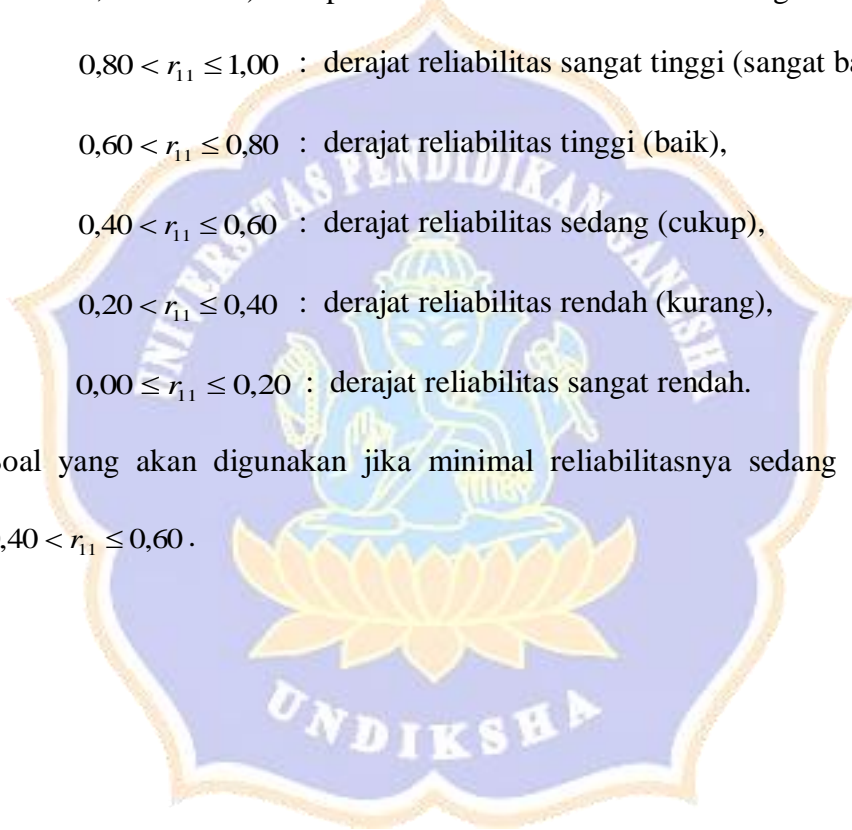 0,80 < r₁₁ ≤ 1,00 : derajat reliabilitas sangat tinggi (sangat ba
0,60 < r₁₁ ≤ 0,80 : derajat reliabilitas tinggi (baik),
0,40 < r₁₁ ≤ 0,60 : derajat reliabilitas sedang (cukup),
0,20 < r₁₁ ≤ 0,40 : derajat reliabilitas rendah (kurang),
0,00 ≤ r₁₁ ≤ 0,20 : derajat reliabilitas sangat rendah.
oal yang akan digunakan jika minimal reliabilitasnya sedang
,40 < r₁₁ ≤ 0,60 .
UNIVERSITAS PENDIDIKAN GANESHA
UNDIKSHA